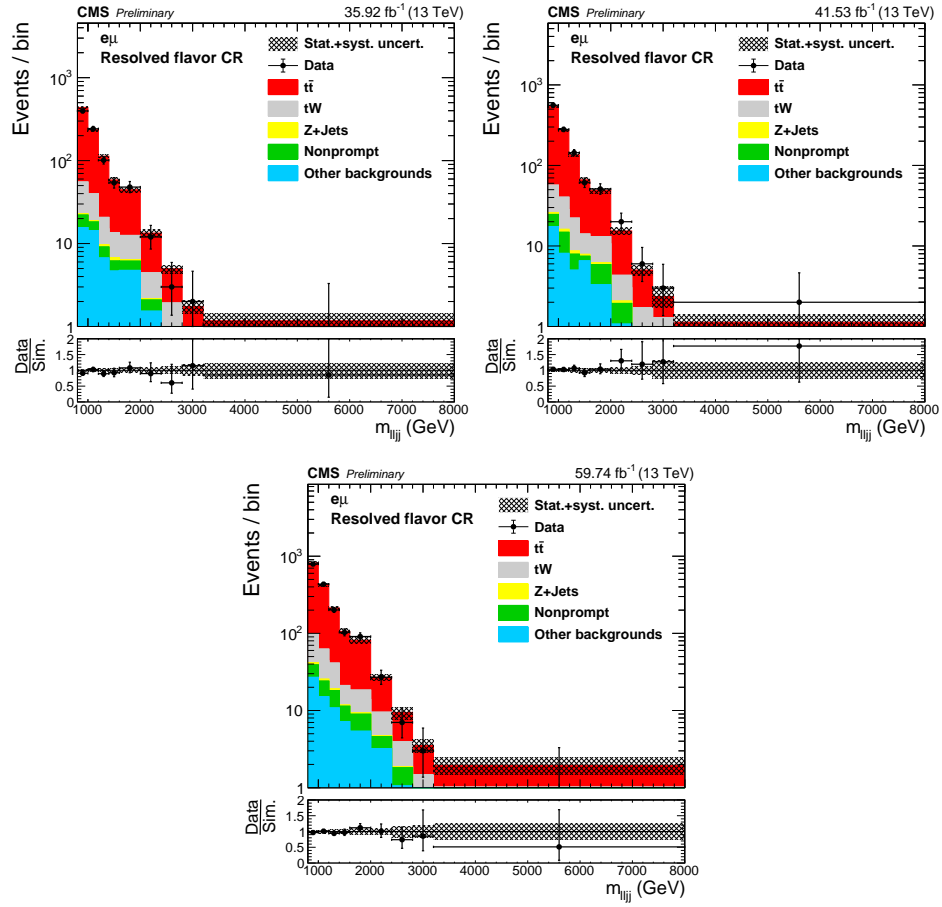 CMS Preliminary 35.92 fb⁻¹ (13 TeV)
Events / bin
eμ
Resolved flavor CR
Stat.+syst. uncert.
Data
tt̄
tW
Z+Jets
Nonprompt
Other backgrounds
10³
10²
10
1
Data/Sim.
2
1.5
1
0.5
0
1000 2000 3000 4000 5000 6000 7000 8000
m_lljj (GeV)
CMS Preliminary 41.53 fb⁻¹ (13 TeV)
Events / bin
eμ
Resolved flavor CR
Stat.+syst. uncert.
Data
tt̄
tW
Z+Jets
Nonprompt
Other backgrounds
10³
10²
10
1
Data/Sim.
2
1.5
1
0.5
0
1000 2000 3000 4000 5000 6000 7000 8000
m_lljj (GeV)
CMS Preliminary 59.74 fb⁻¹ (13 TeV)
Events / bin
eμ
Resolved flavor CR
Stat.+syst. uncert.
Data
tt̄
tW
Z+Jets
Nonprompt
Other backgrounds
10³
10²
10
1
Data/Sim.
2
1.5
1
0.5
0
1000 2000 3000 4000 5000 6000 7000 8000
m_lljj (GeV)